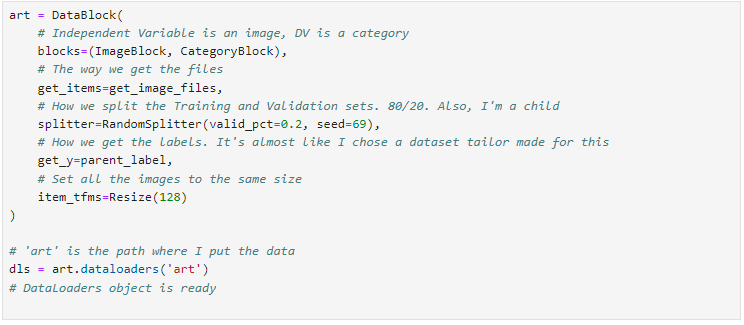 art = DataBlock(
    # Independent Variable is an image, DV is a category
    blocks=(ImageBlock, CategoryBlock),
    # The way we get the files
    get_items=get_image_files,
    # How we split the Training and Validation sets. 80/20. Also, I'm a child
    splitter=RandomSplitter(valid_pct=0.2, seed=69),
    # How we get the labels. It's almost like I chose a dataset tailor made for this
    get_y=parent_label,
    # Set all the images to the same size
    item_tfms=Resize(128)
)

# 'art' is the path where I put the data
dls = art.dataloaders('art')
# DataLoaders object is ready